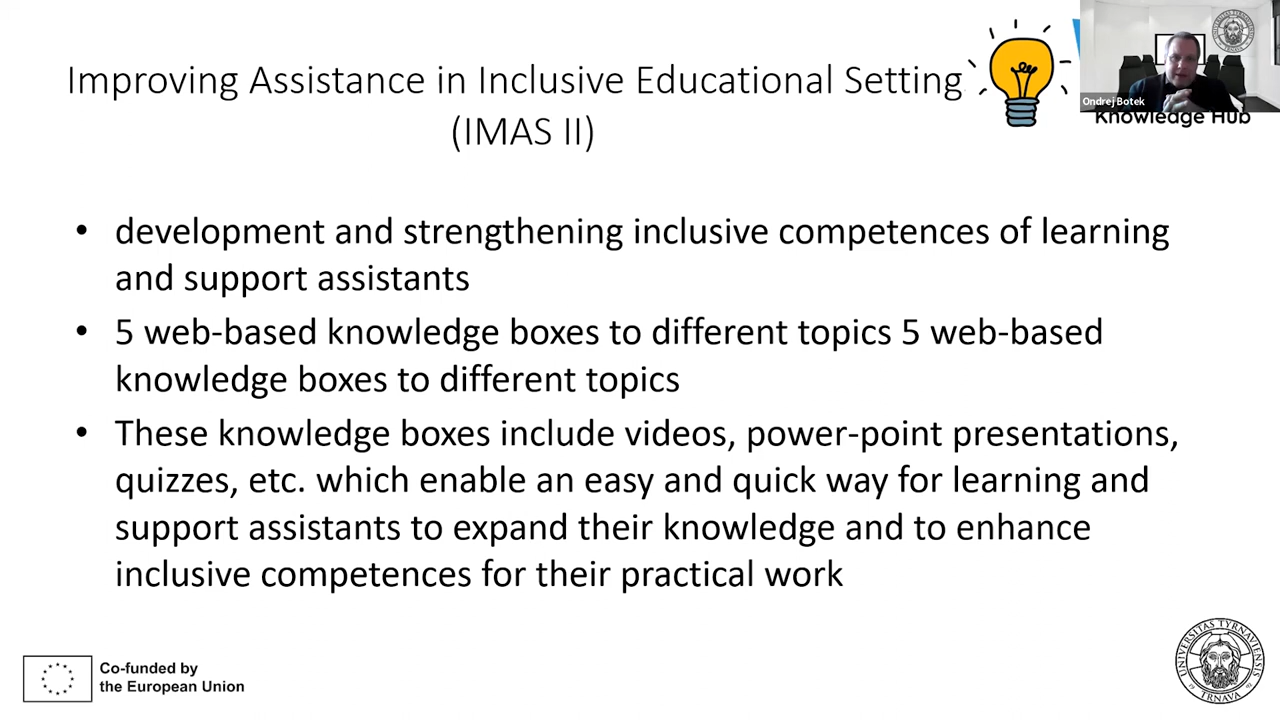 Improving Assistance in Inclusive Educational Setting
(IMAS II)
Ondrej Botek
Knowledge Hub
• development and strengthening inclusive competences of learning
and support assistants
• 5 web-based knowledge boxes to different topics 5 web-based
knowledge boxes to different topics
• These knowledge boxes include videos, power-point presentations,
quizzes, etc. which enable an easy and quick way for learning and
support assistants to expand their knowledge and to enhance
inclusive competences for their practical work
Co-funded by
the European Union
UNIVERSITAS TYRNAVIENSIS
TRNAVA